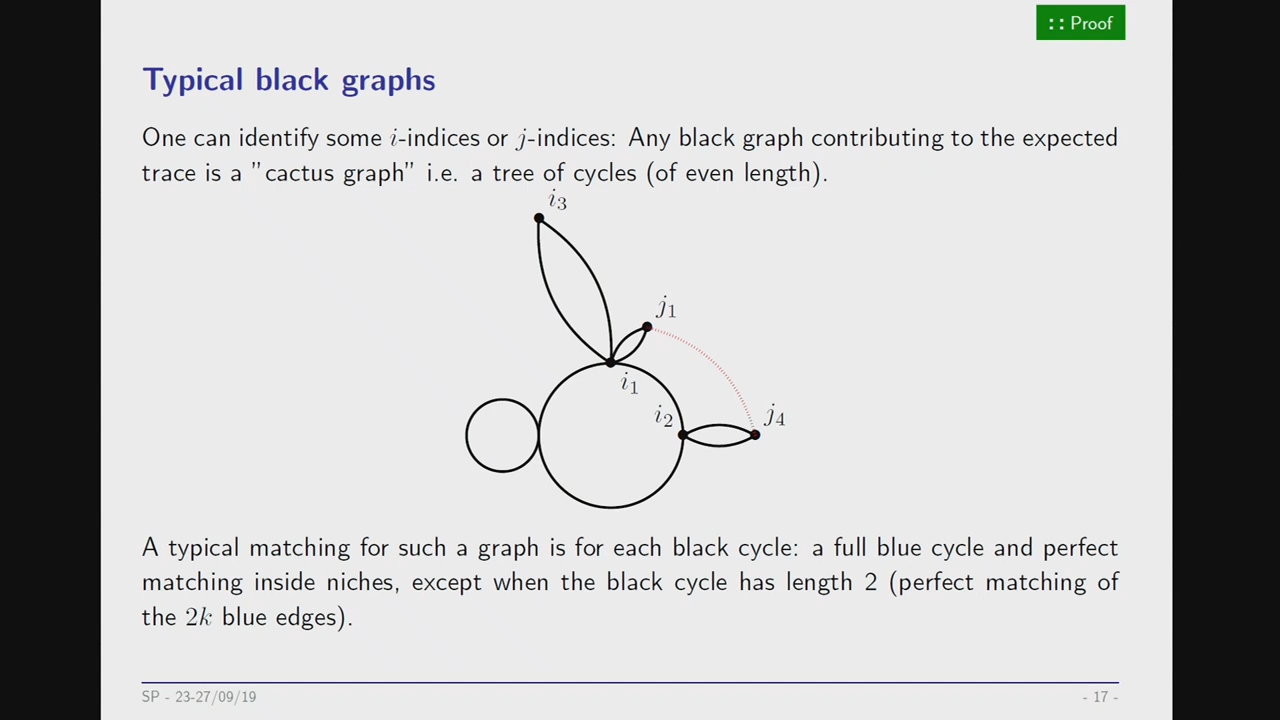 :: Proof
Typical black graphs
One can identify some i-indices or j-indices: Any black graph contributing to the expected
trace is a ”cactus graph” i.e. a tree of cycles (of even length).
i₃
j₁
i₁
i₂
j₄
A typical matching for such a graph is for each black cycle: a full blue cycle and perfect
matching inside niches, except when the black cycle has length 2 (perfect matching of
the 2k blue edges).
SP - 23-27/09/19
- 17 -